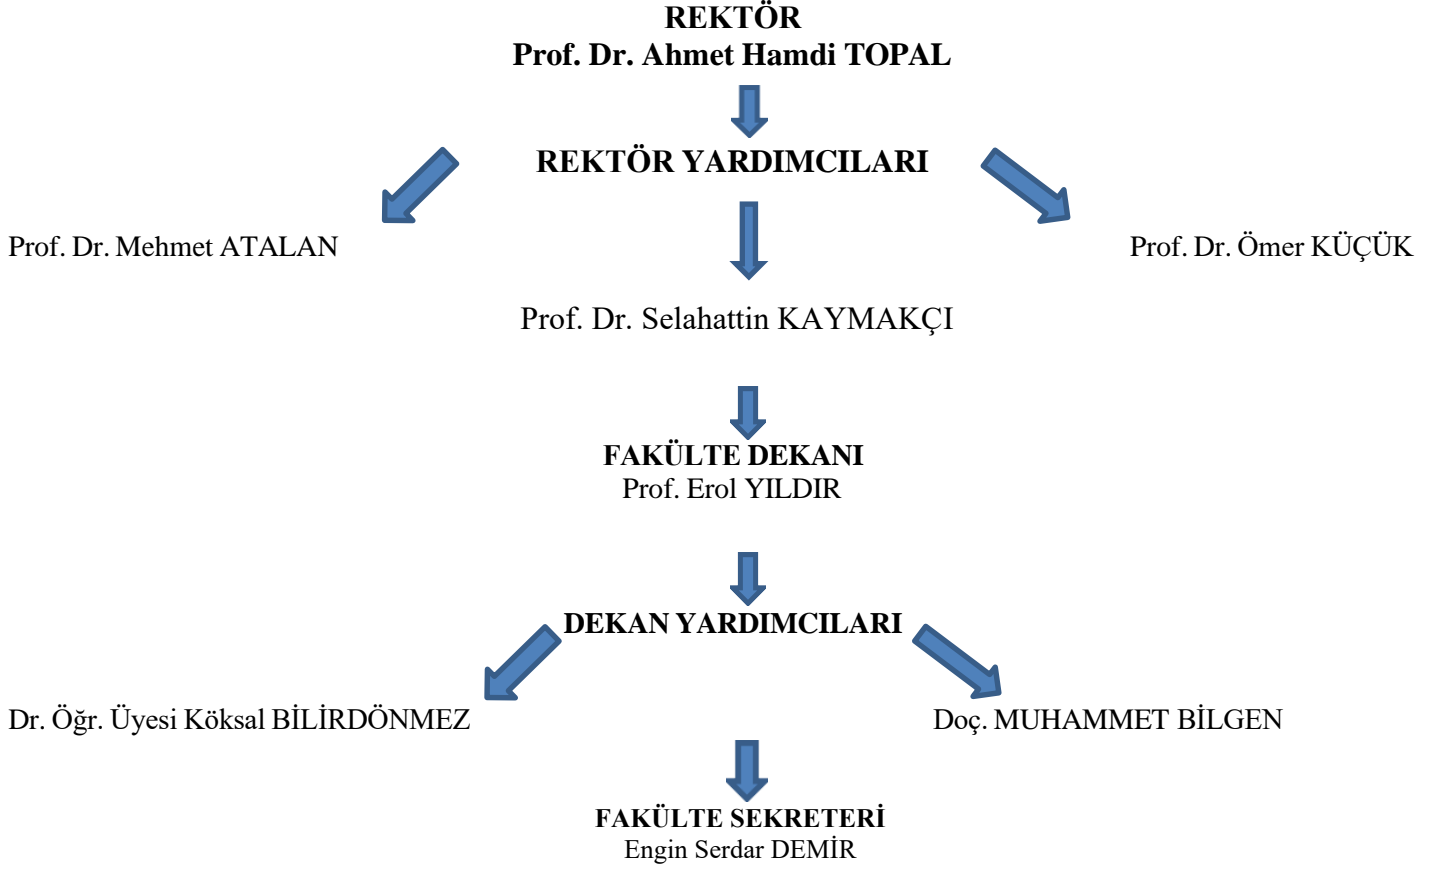 REKTÖR
Prof. Dr. Ahmet Hamdi TOPAL
REKTÖR YARDIMCILARI
Prof. Dr. Mehmet ATALAN
Prof. Dr. Ömer KÜÇÜK
Prof. Dr. Selahattin KAYMAKÇI
FAKÜLTE DEKANI
Prof. Erol YILDIR
DEKAN YARDIMCILARI
Dr. Öğr. Üyesi Köksal BİLİRDÖNMEZ
Doç. MUHAMMET BİLGEN
FAKÜLTE SEKRETERİ
Engin Serdar DEMİR